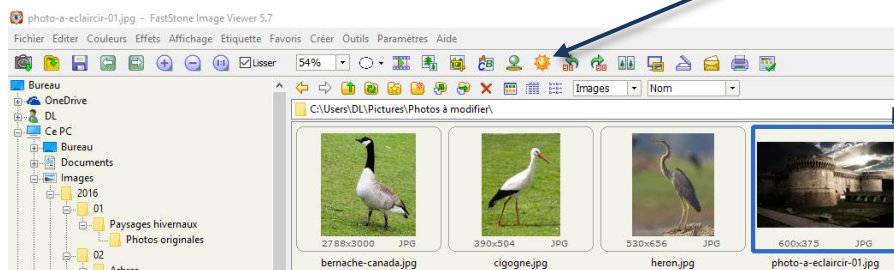 photo-a-eclaircir-01.jpg - FastStone Image Viewer 5.7
Fichier Editer Couleurs Effets Affichage Etiquette Favoris Créer Outils Paramètres Aide
Lisser 54%
Bureau
OneDrive
DL
Ce PC
Bureau
Documents
Images
2016
01
Paysages hivernaux
Photos originales
02
Arbres
Images Nom
C:\Users\DL\Pictures\Photos à modifier\
2788x3000 JPG
390x504 JPG
530x656 JPG
600x375 JPG
bernache-canada.jpg
cigogne.jpg
heron.jpg
photo-a-eclaircir-01.jpg